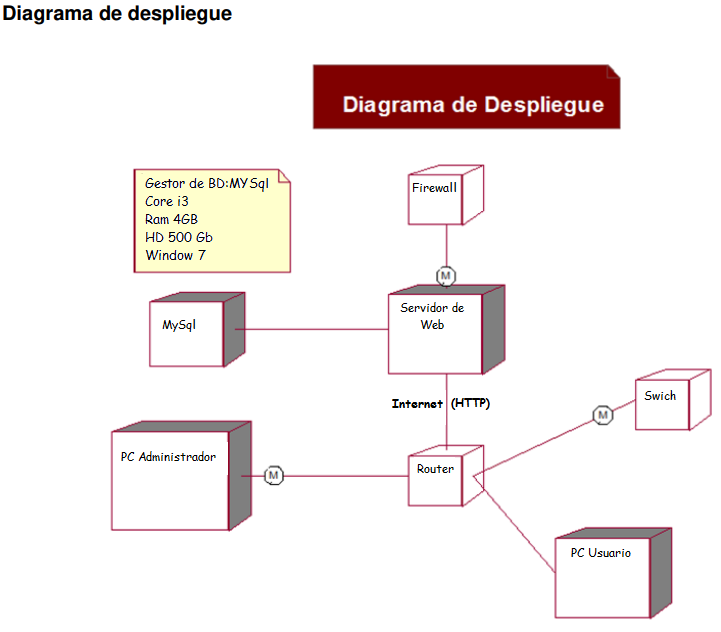 Diagrama de despliegue
Diagrama de Despliegue
Gestor de BD:MYSql
Core i3
Ram 4GB
HD 500 Gb
Window 7
Firewall
M
MySql
Servidor de
Web
Internet (HTTP)
Swich
M
PC Administrador
M
Router
PC Usuario